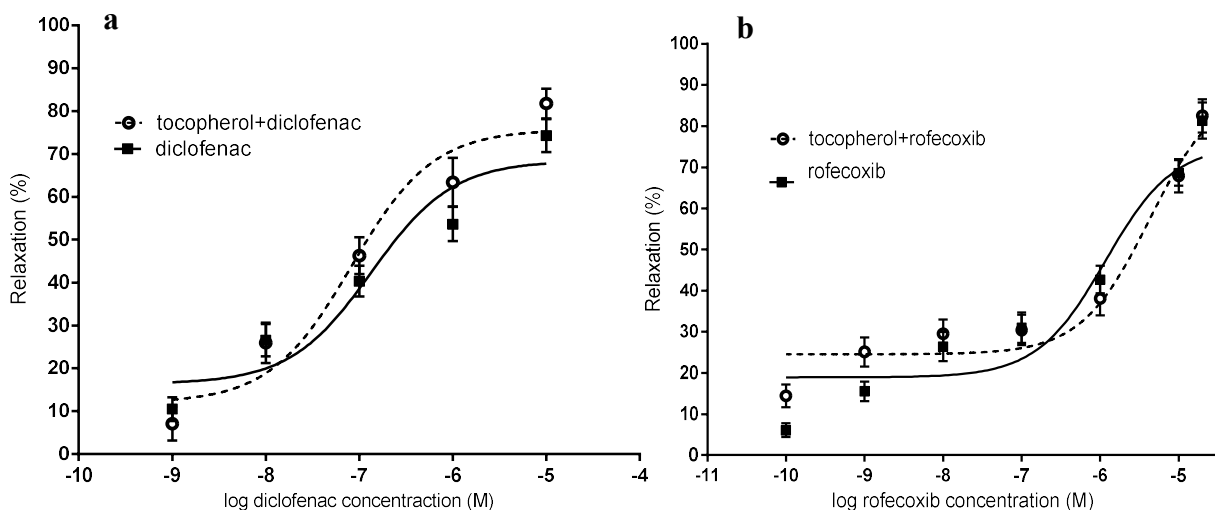 a
100
90
80
70
60
50
40
30
20
10
0
Relaxation (%)
tocopherol+diclofenac
diclofenac
-10 -9 -8 -7 -6 -5 -4
log diclofenac concentraction (M)
b
100
90
80
70
60
50
40
30
20
10
0
Relaxation (%)
tocopherol+rofecoxib
rofecoxib
-11 -10 -9 -8 -7 -6 -5
log rofecoxib concentration (M)